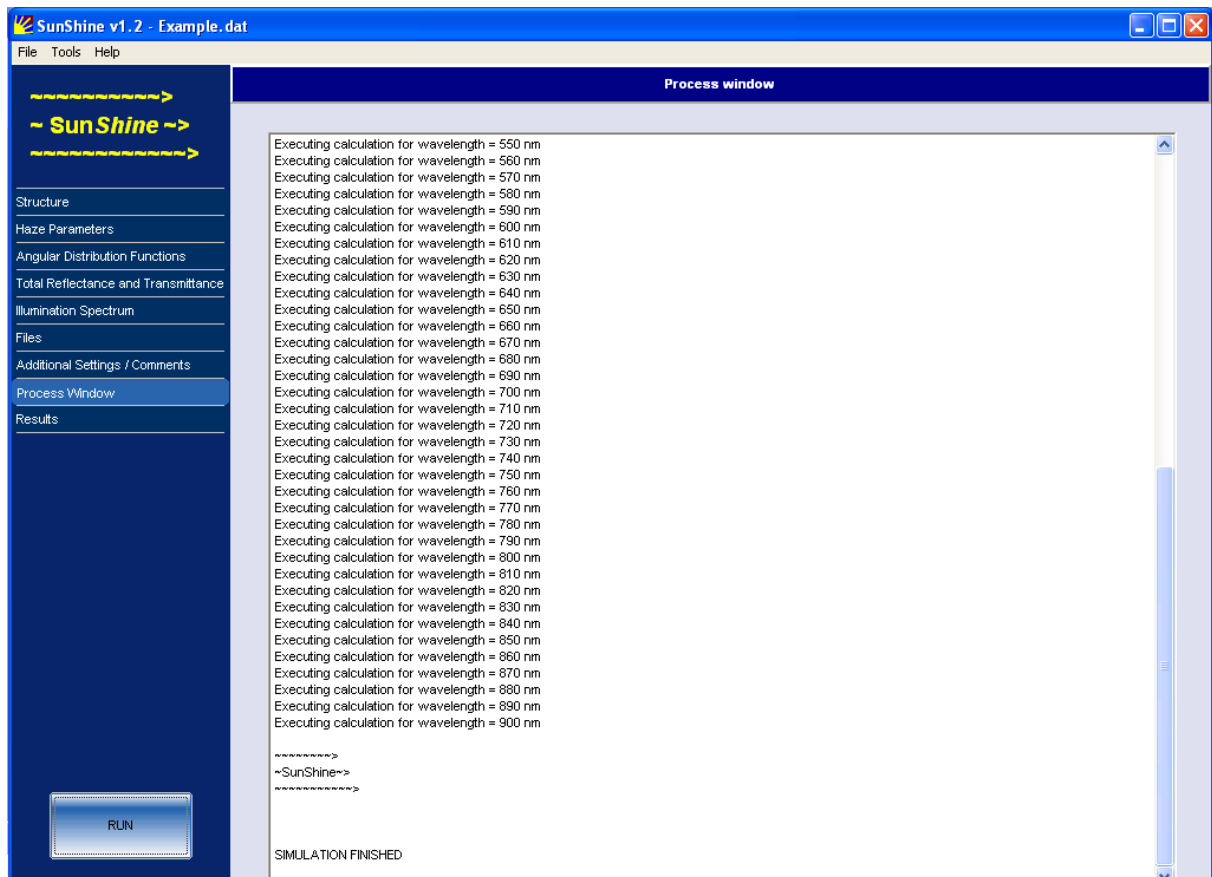 SunShine v1.2 - Example.dat
File Tools Help
~~~~~~~~~~>
~ SunShine ~>
~~~~~~~~~~~~>
Structure
Haze Parameters
Angular Distribution Functions
Total Reflectance and Transmittance
Illumination Spectrum
Files
Additional Settings / Comments
Process Window
Results
RUN
Process window
Executing calculation for wavelength = 550 nm
Executing calculation for wavelength = 560 nm
Executing calculation for wavelength = 570 nm
Executing calculation for wavelength = 580 nm
Executing calculation for wavelength = 590 nm
Executing calculation for wavelength = 600 nm
Executing calculation for wavelength = 610 nm
Executing calculation for wavelength = 620 nm
Executing calculation for wavelength = 630 nm
Executing calculation for wavelength = 640 nm
Executing calculation for wavelength = 650 nm
Executing calculation for wavelength = 660 nm
Executing calculation for wavelength = 670 nm
Executing calculation for wavelength = 680 nm
Executing calculation for wavelength = 690 nm
Executing calculation for wavelength = 700 nm
Executing calculation for wavelength = 710 nm
Executing calculation for wavelength = 720 nm
Executing calculation for wavelength = 730 nm
Executing calculation for wavelength = 740 nm
Executing calculation for wavelength = 750 nm
Executing calculation for wavelength = 760 nm
Executing calculation for wavelength = 770 nm
Executing calculation for wavelength = 780 nm
Executing calculation for wavelength = 790 nm
Executing calculation for wavelength = 800 nm
Executing calculation for wavelength = 810 nm
Executing calculation for wavelength = 820 nm
Executing calculation for wavelength = 830 nm
Executing calculation for wavelength = 840 nm
Executing calculation for wavelength = 850 nm
Executing calculation for wavelength = 860 nm
Executing calculation for wavelength = 870 nm
Executing calculation for wavelength = 880 nm
Executing calculation for wavelength = 890 nm
Executing calculation for wavelength = 900 nm
~~~~~~~~>
~SunShine~>
~~~~~~~~~~~>
SIMULATION FINISHED